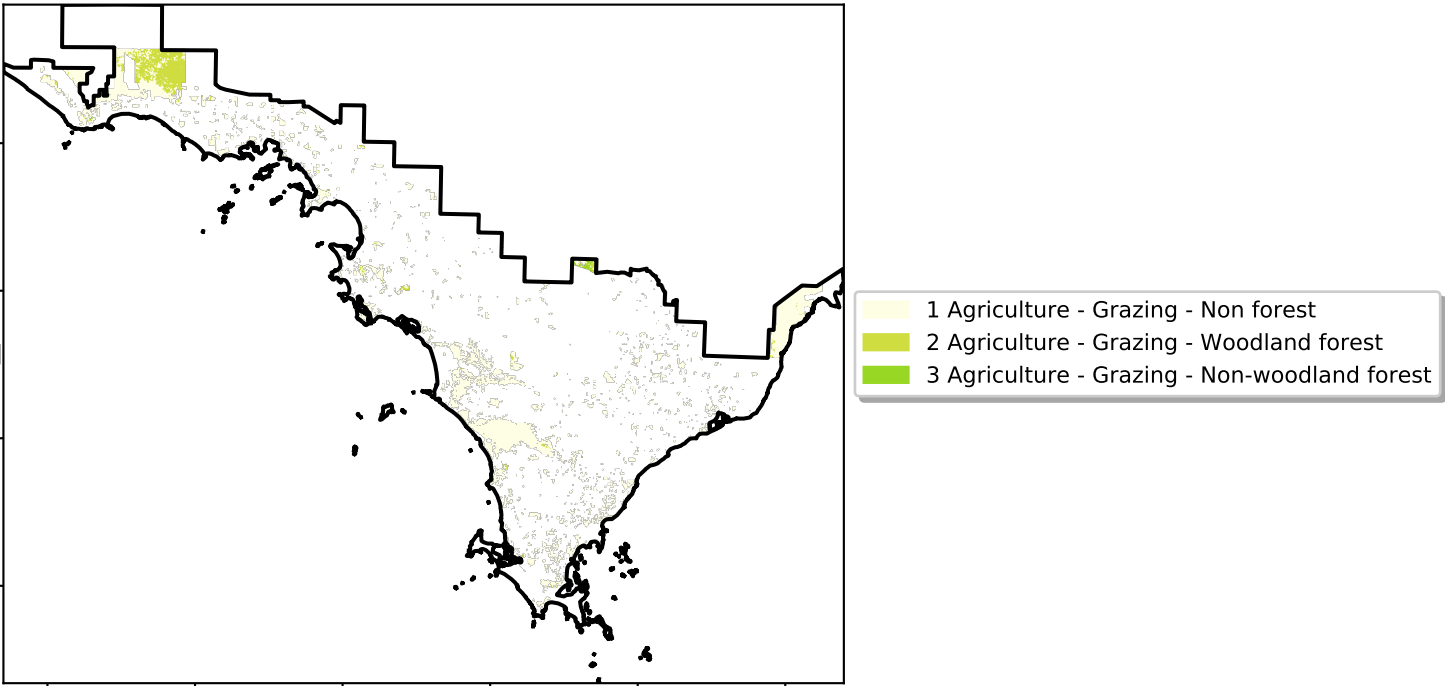 1 Agriculture - Grazing - Non forest
2 Agriculture - Grazing - Woodland forest
3 Agriculture - Grazing - Non-woodland forest